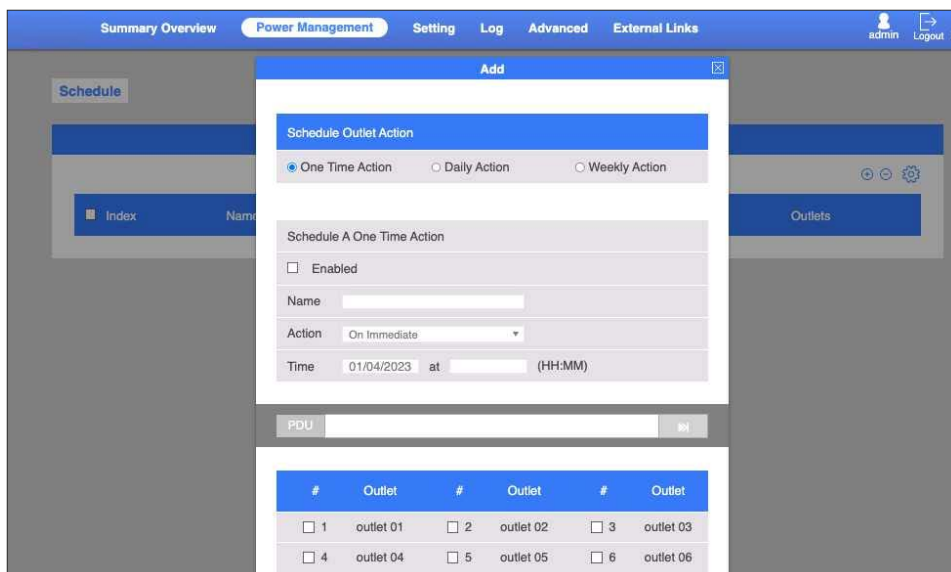 Summary Overview Power Management Setting Log Advanced External Links admin Logout
Add
Schedule
Schedule Outlet Action
One Time Action Daily Action Weekly Action
Index Name Outlets
Schedule A One Time Action
Enabled
Name
Action On Immediate
Time 01/04/2023 at (HH:MM)
PDU
# Outlet # Outlet # Outlet
1 outlet 01 2 outlet 02 3 outlet 03
4 outlet 04 5 outlet 05 6 outlet 06